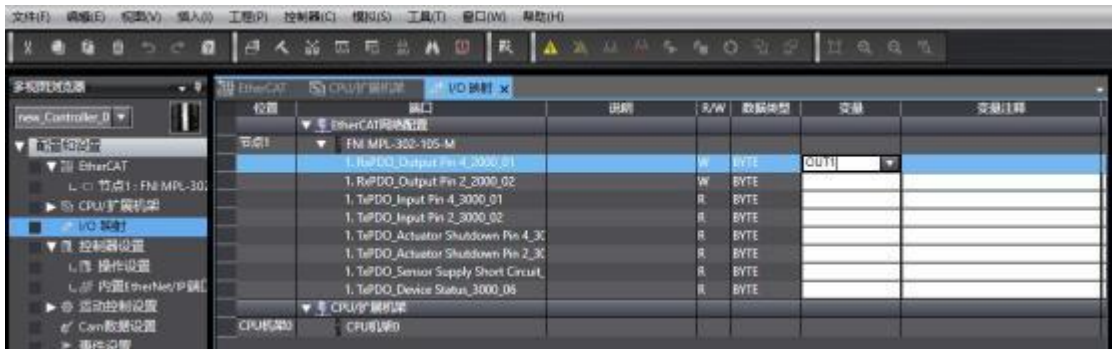 文件(F) 编辑(E) 视图(V) 插入(I) 工程(P) 控制器(C) 模拟(S) 工具(T) 窗口(W) 帮助(H)
多视图浏览器 EtherCAT CPU/扩展机架 I/O 映射
new_Controller_0
位置 端口 说明 R/W 数据类型 变量 变量注释
EtherCAT网络配置
配置和设置
节点1 FNI MPL-302-105-M
EtherCAT
1. RxPDO_Output Pin 4_2000_01 W BYTE OUT1
节点1 : FNI MPL-302
1. RxPDO_Output Pin 2_2000_02 W BYTE
CPU/扩展机架
1. TxPDO_Input Pin 4_3000_01 R BYTE
I/O 映射
1. TxPDO_Input Pin 2_3000_02 R BYTE
控制器设置
1. TxPDO_Actuator Shutdown Pin 4_3C R BYTE
操作设置
1. TxPDO_Actuator Shutdown Pin 2_3C R BYTE
内置EtherNet/IP端口
1. TxPDO_Sensor Supply Short Circuit_ R BYTE
运动控制设置
1. TxPDO_Device Status_3000_06 R BYTE
Cam数据设置
CPU/扩展机架
事件设置
CPU机架0 CPU机架0